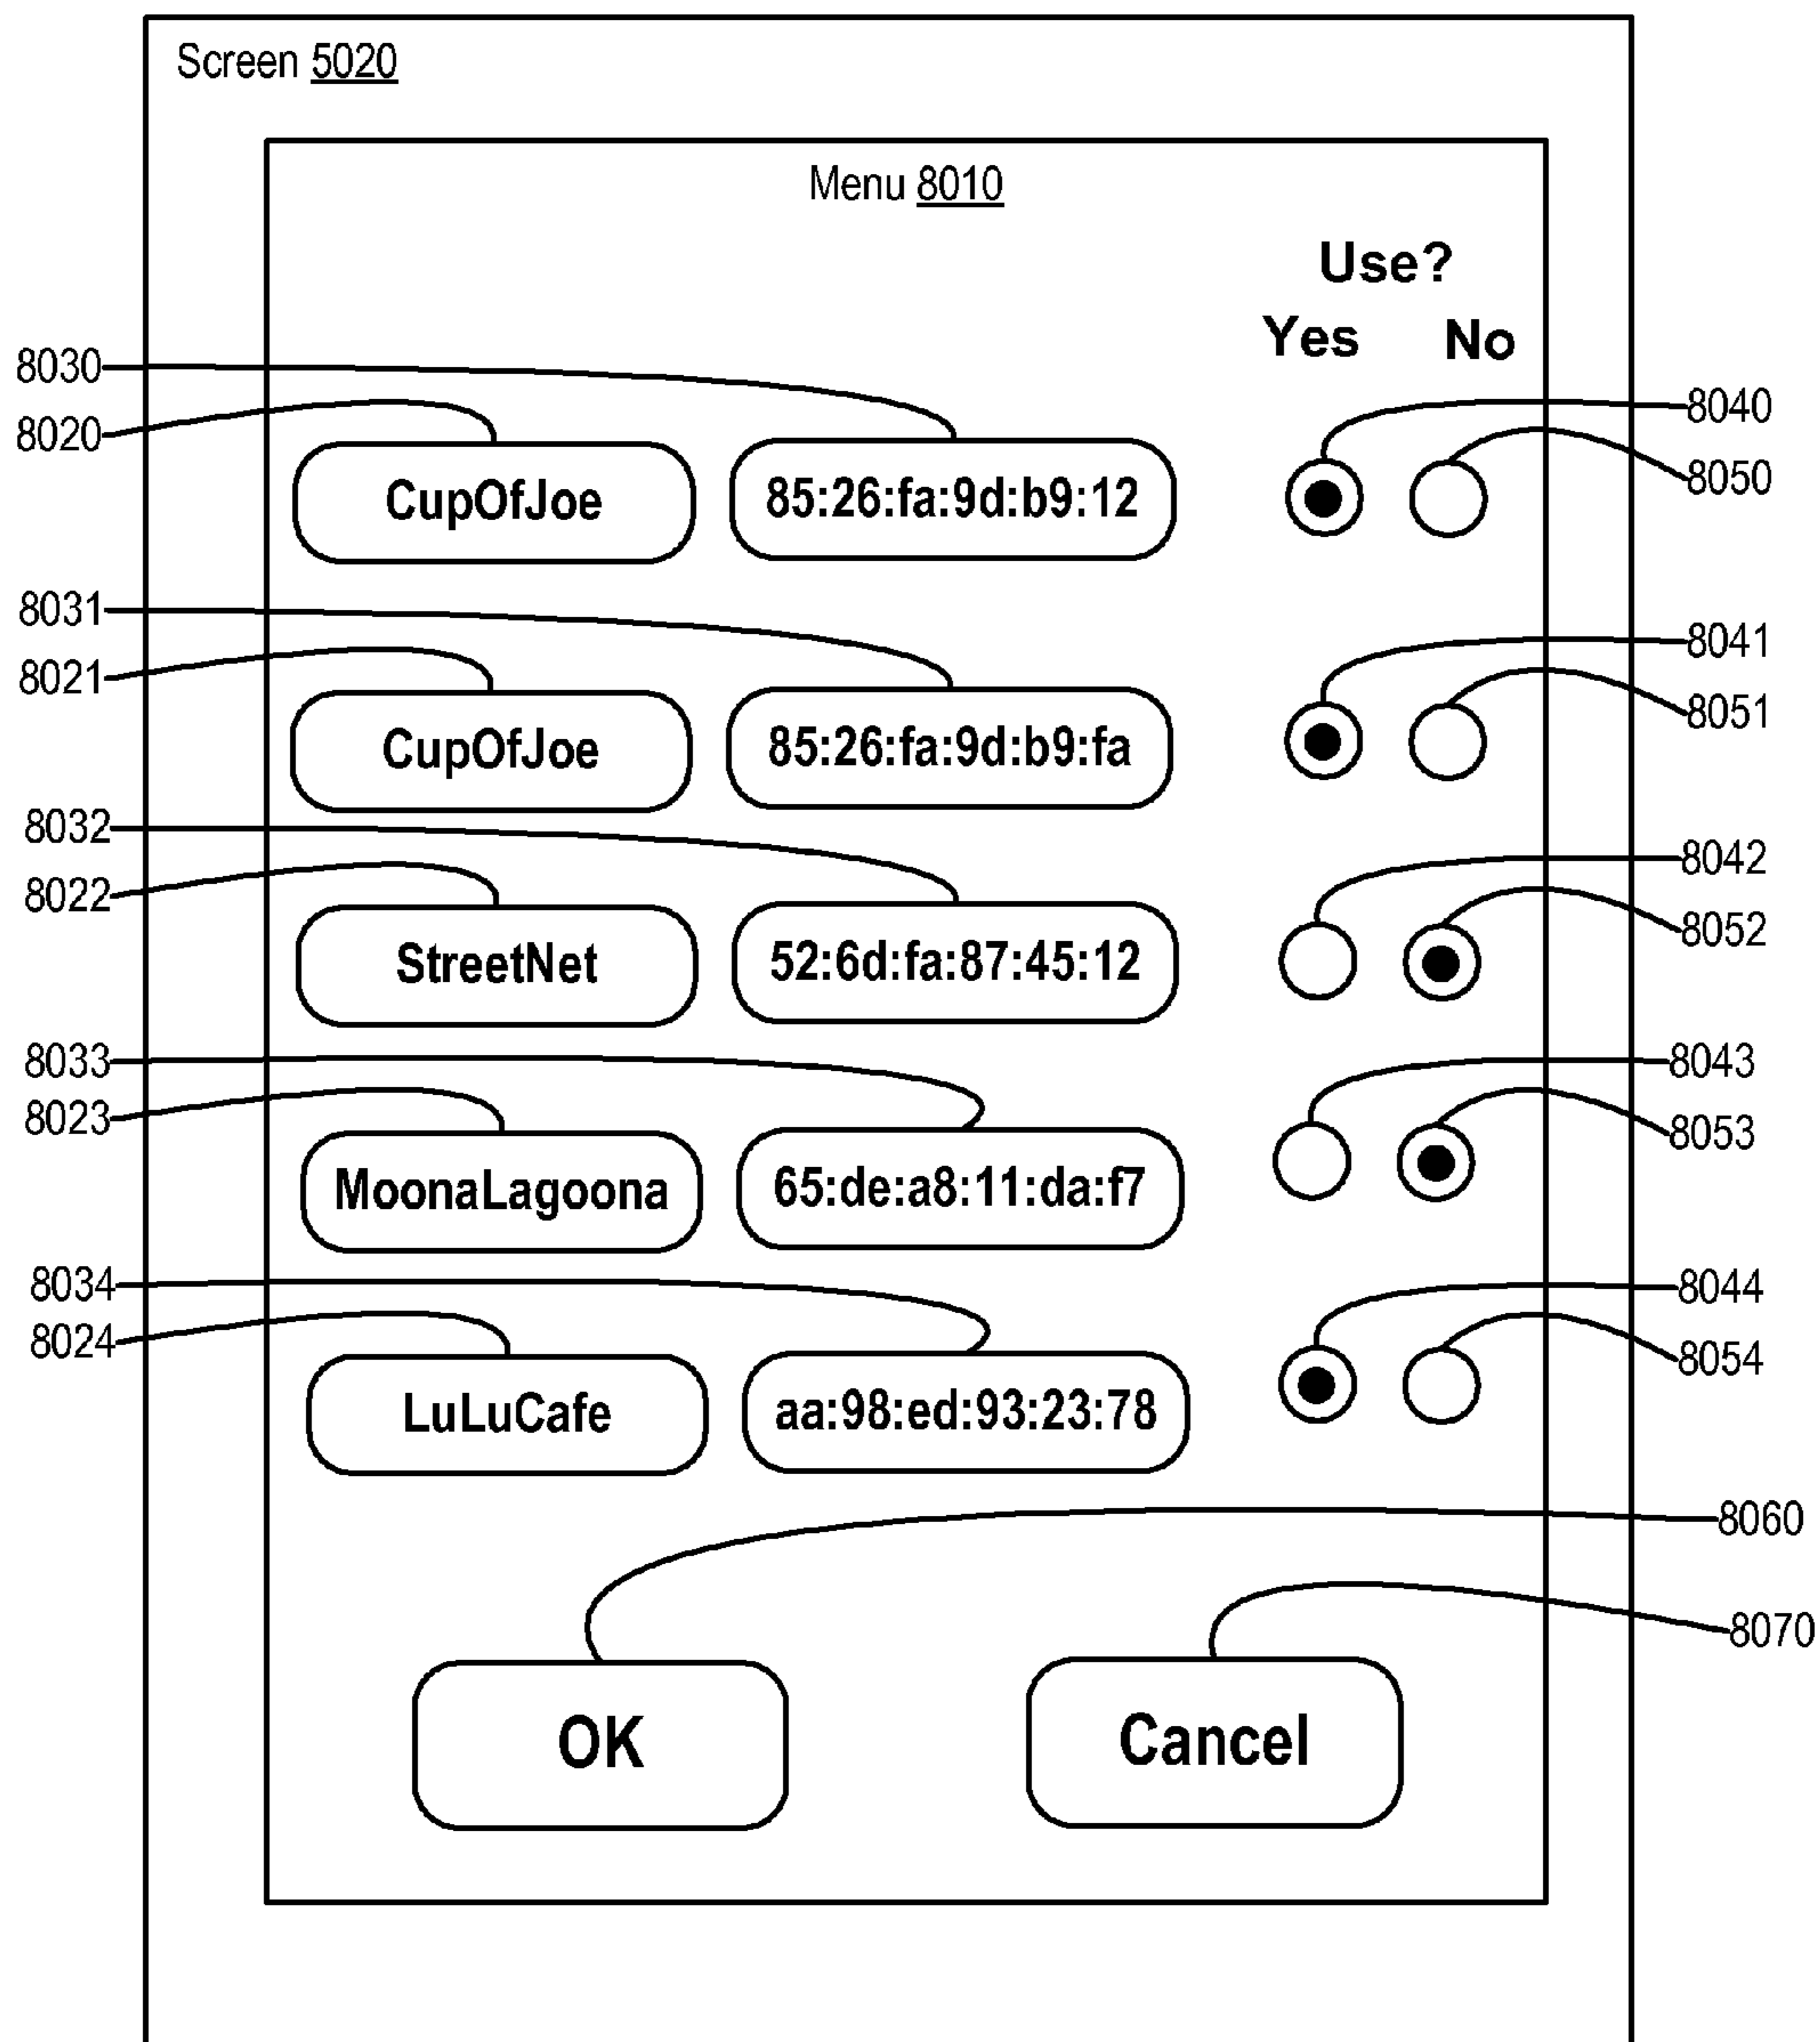 Screen 5020
Menu 8010
Use?
Yes No
8030
8020
CupOfJoe 85:26:fa:9d:b9:12
8040
8050
8031
8021
CupOfJoe 85:26:fa:9d:b9:fa
8041
8051
8032
8022
StreetNet 52:6d:fa:87:45:12
8042
8052
8033
8023
MoonaLagoona 65:de:a8:11:da:f7
8043
8053
8034
8024
LuLuCafe aa:98:ed:93:23:78
8044
8054
8060
8070
OK Cancel